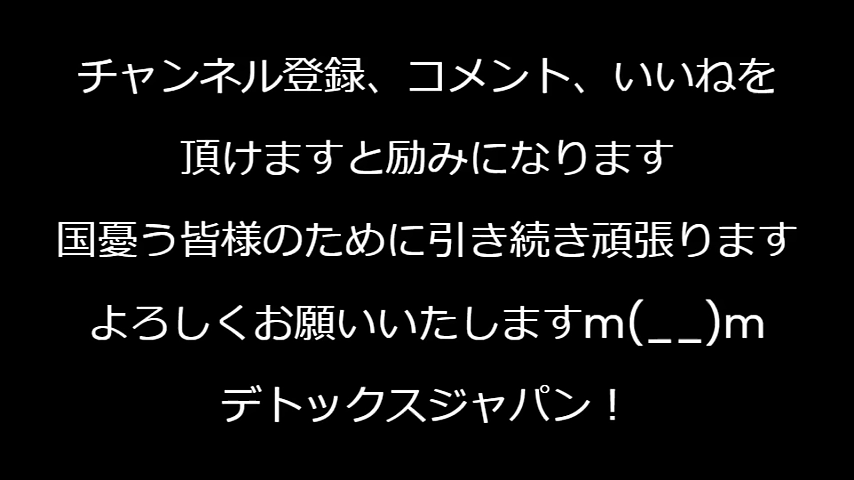 チャンネル登録、コメント、いいねを
頂けますと励みになります
国憂う皆様のために引き続き頑張ります
よろしくお願いいたしますm(__)m
デトックスジャパン！